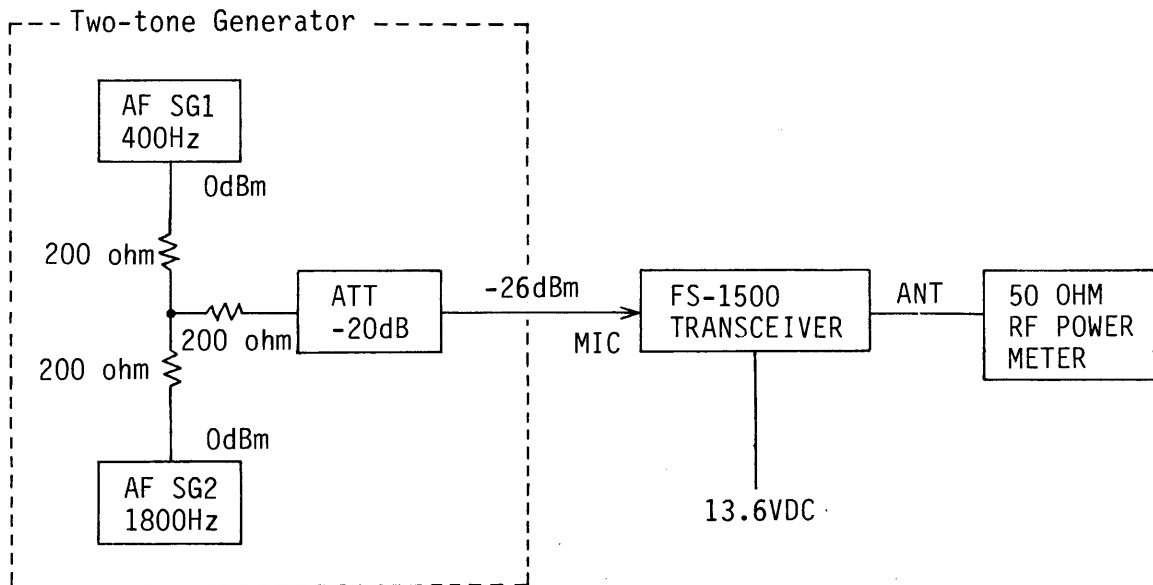 Two-tone Generator
AF SG1
400Hz
0dBm
200 ohm
200 ohm
200 ohm
0dBm
AF SG2
1800Hz
ATT
-20dB
-26dBm
MIC
FS-1500
TRANSCEIVER
13.6VDC
ANT
50 OHM
RF POWER
METER